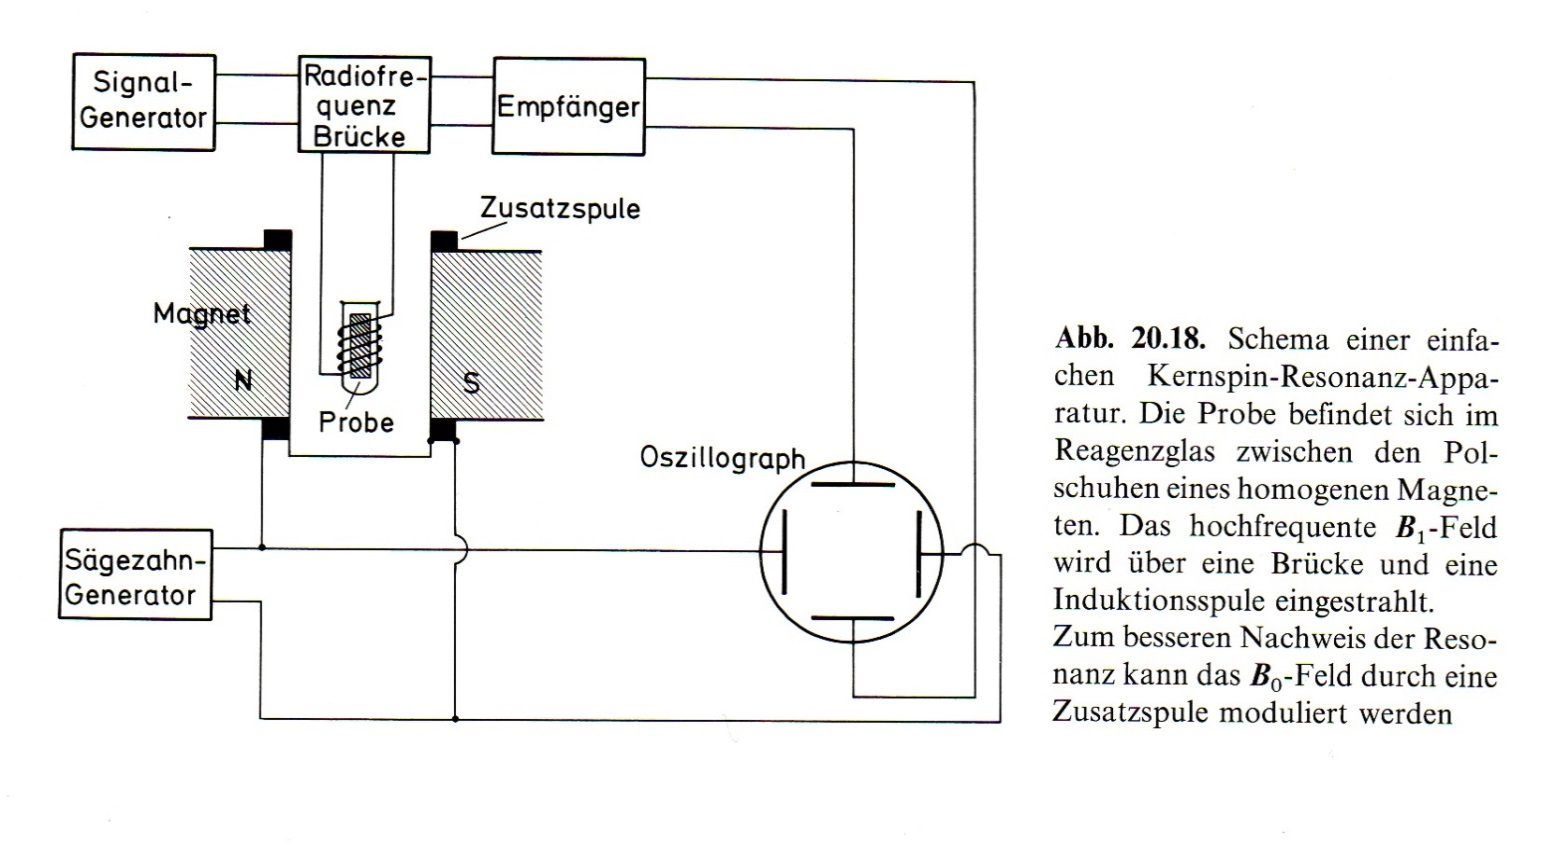 Signal-
Generator
Radiofre-
quenz
Brücke
Empfänger
Zusatzspule
Magnet
N
S
Probe
Oszillograph
Sägezahn-
Generator
Abb. 20.18. Schema einer einfa-
chen Kernspin-Resonanz-Appa-
ratur. Die Probe befindet sich im
Reagenzglas zwischen den Pol-
schuhen eines homogenen Magne-
ten. Das hochfrequente B₁-Feld
wird über eine Brücke und eine
Induktionsspule eingestrahlt.
Zum besseren Nachweis der Reso-
nanz kann das B₀-Feld durch eine
Zusatzspule moduliert werden